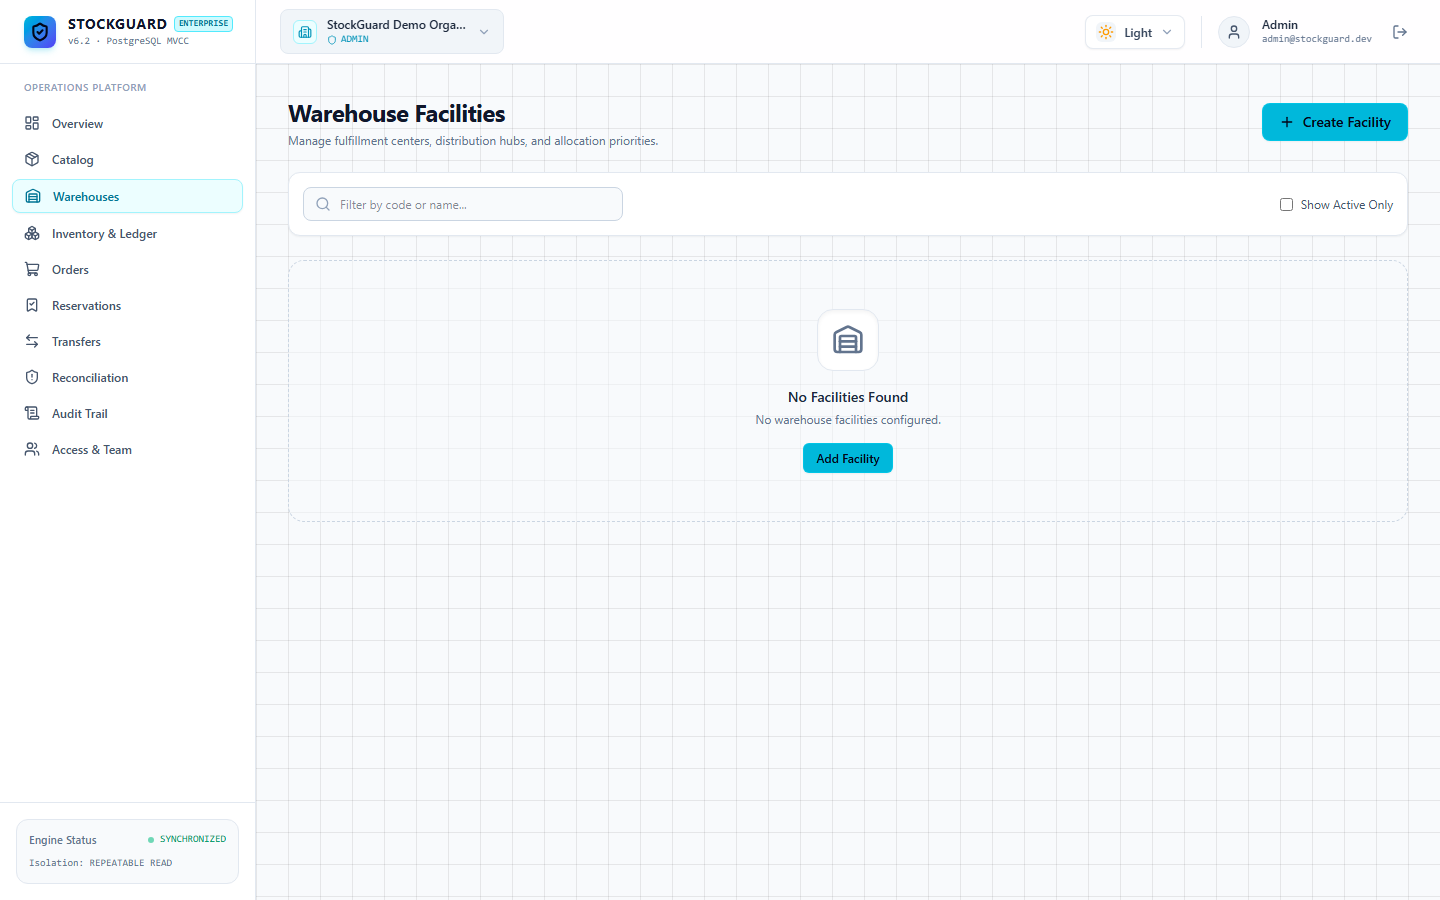 STOCKGUARD ENTERPRISE
v6.2 · PostgreSQL MVCC
StockGuard Demo Orga...
ADMIN
Light
Admin
admin@stockguard.dev
OPERATIONS PLATFORM
Overview
Catalog
Warehouses
Inventory & Ledger
Orders
Reservations
Transfers
Reconciliation
Audit Trail
Access & Team
Engine Status
SYNCHRONIZED
Isolation: REPEATABLE READ
Warehouse Facilities
Manage fulfillment centers, distribution hubs, and allocation priorities.
Create Facility
Filter by code or name...
Show Active Only
No Facilities Found
No warehouse facilities configured.
Add Facility